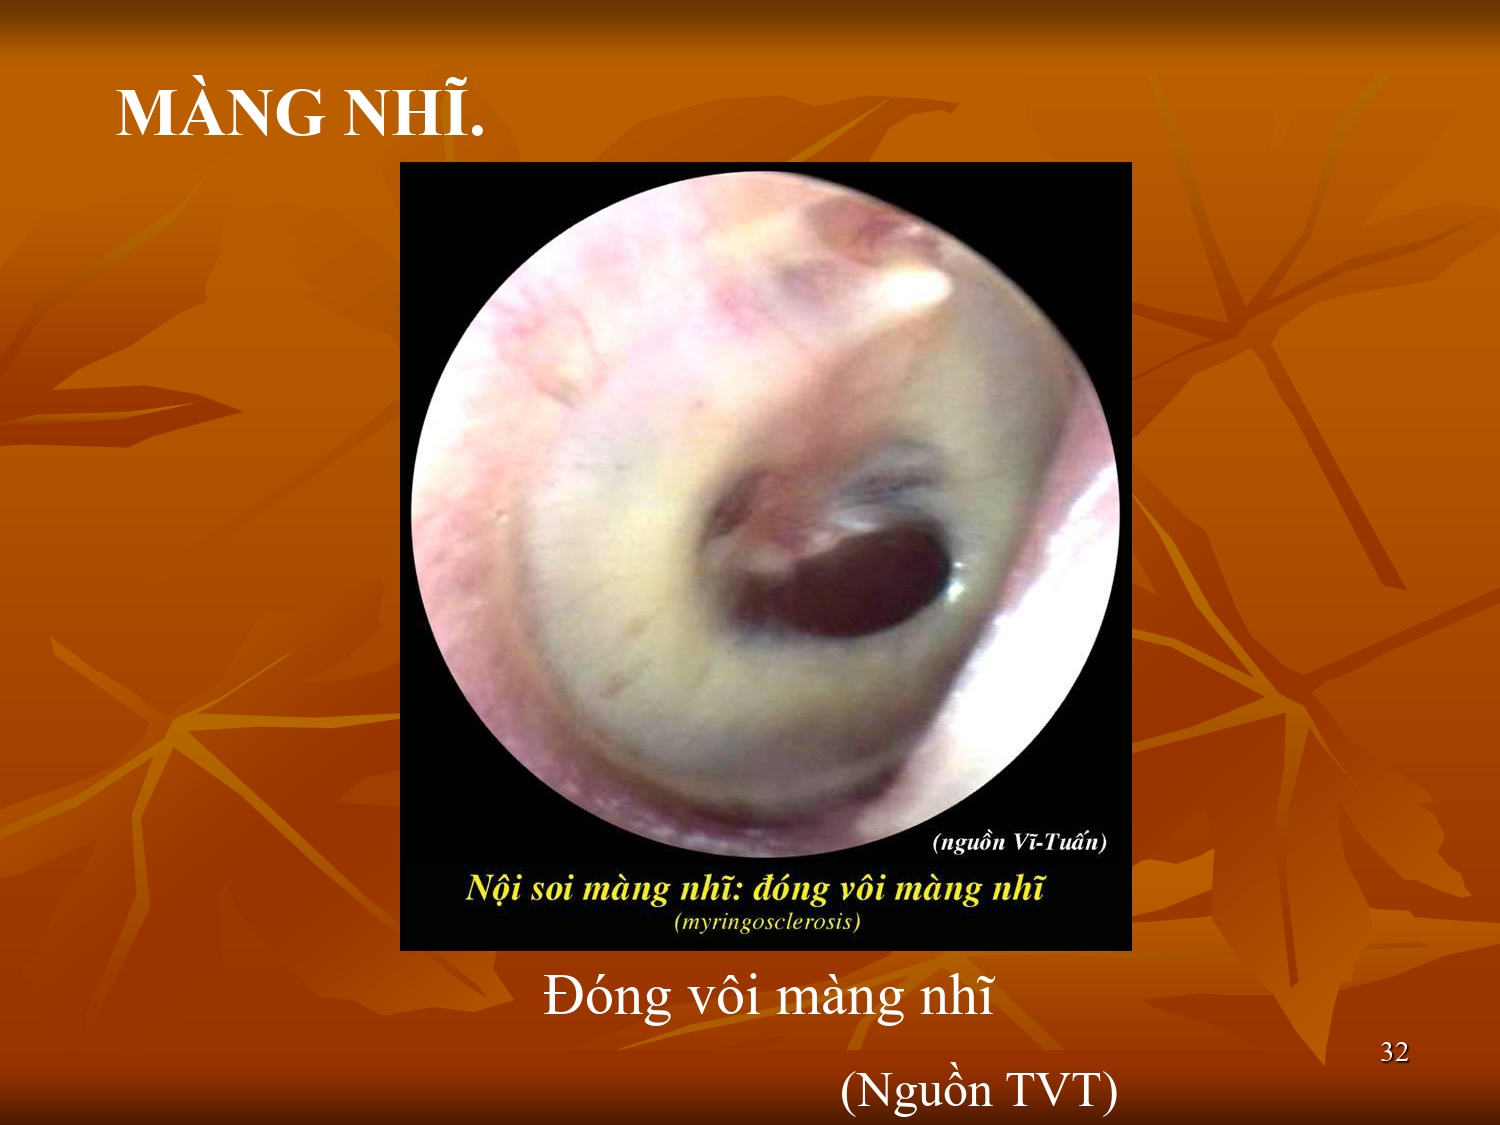 MÀNG NHĨ.
(nguồn Vĩ-Tuấn)
Nội soi màng nhĩ: đóng vôi màng nhĩ
(myringosclerosis)
Đóng vôi màng nhĩ
32
(Nguồn TVT)